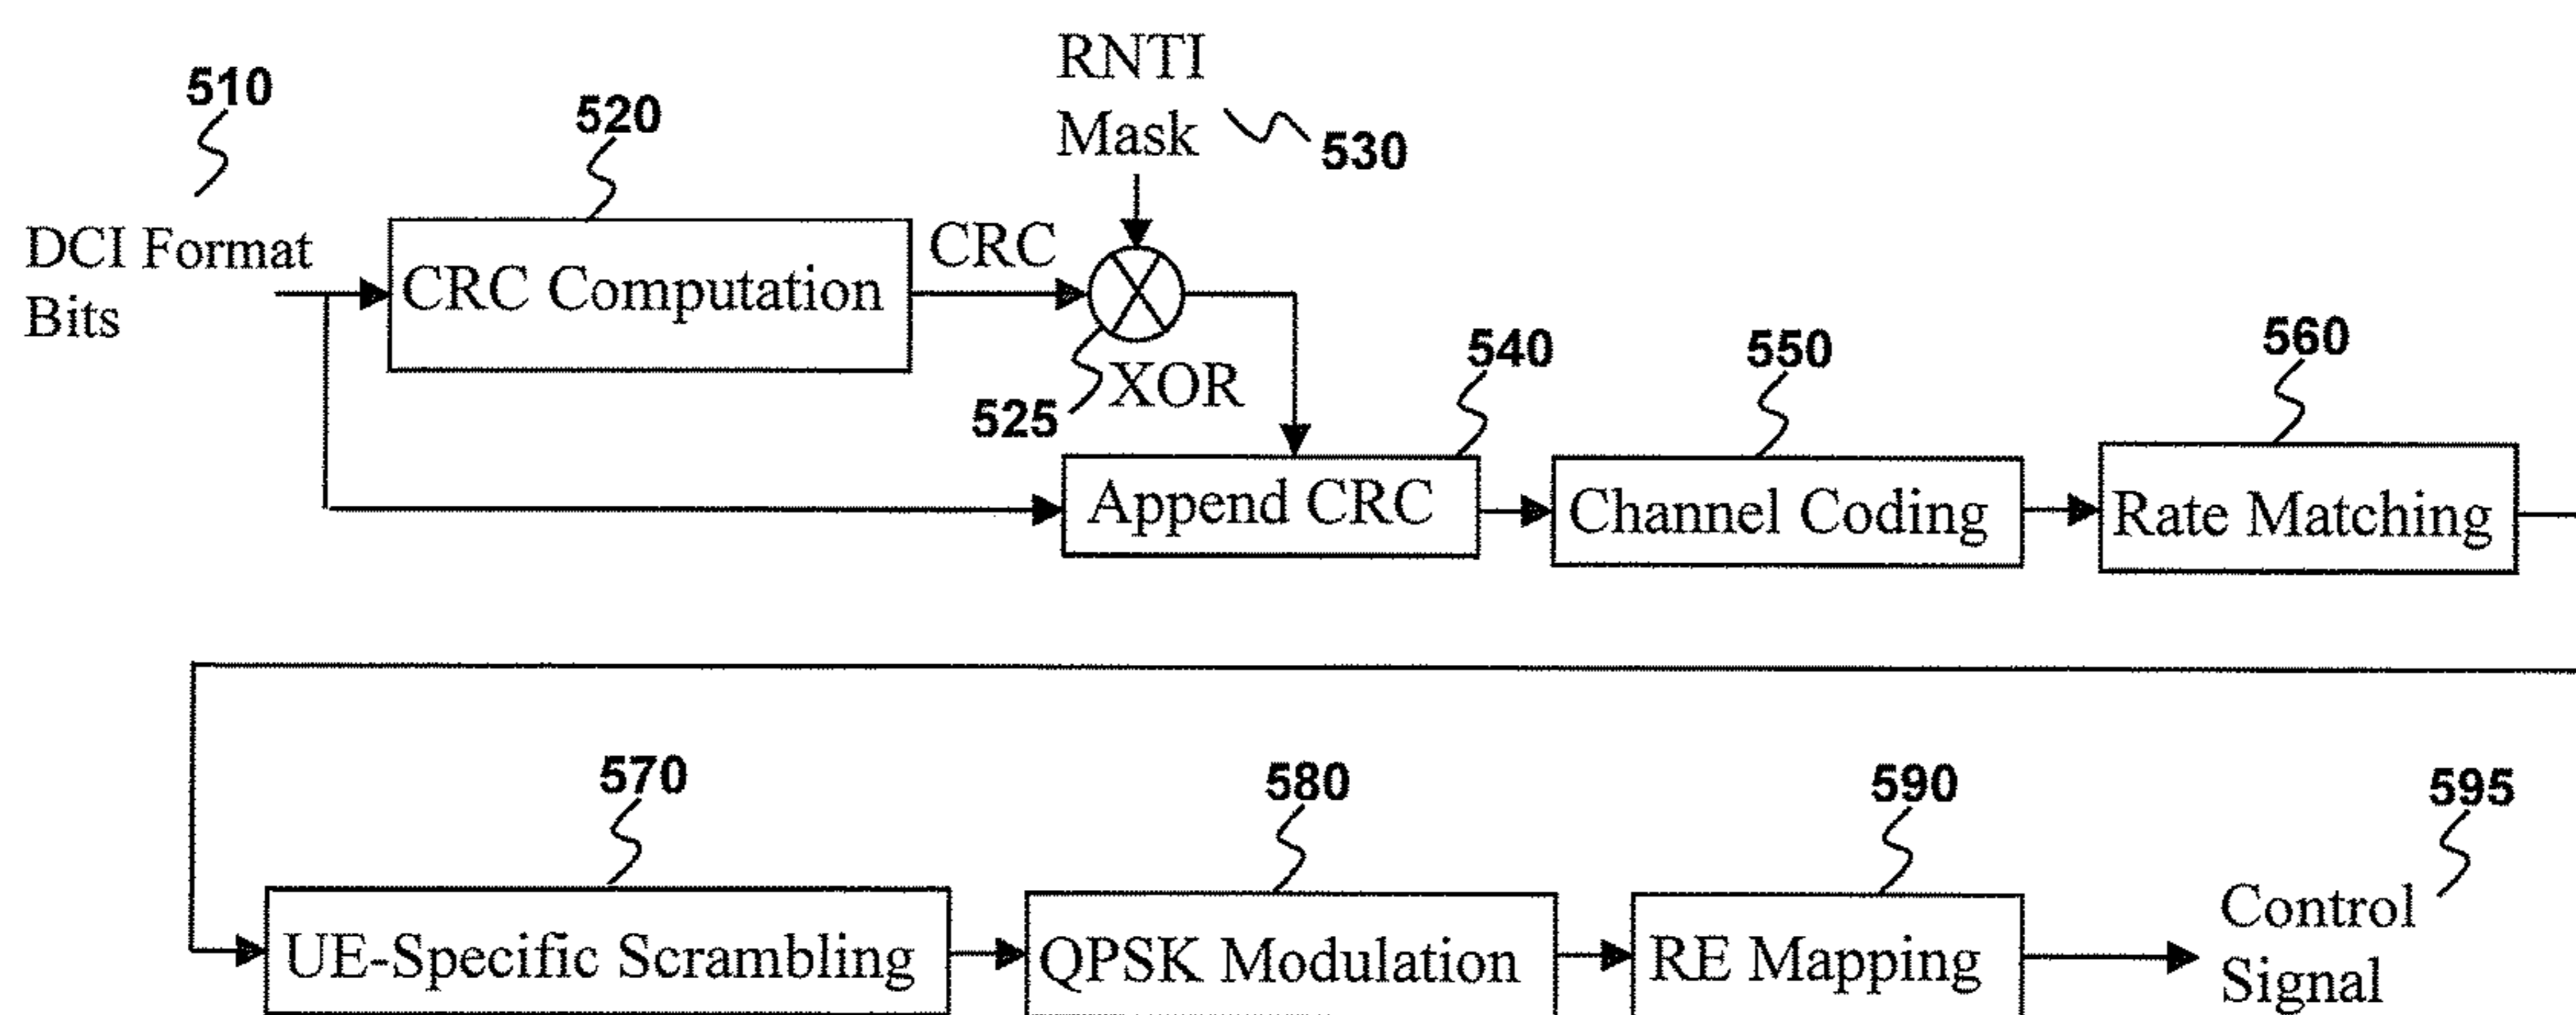 510
520
RNTI
Mask
530
DCI Format
Bits
CRC Computation
CRC
XOR
525
540
550
560
Append CRC
Channel Coding
Rate Matching
570
580
590
595
UE-Specific Scrambling
QPSK Modulation
RE Mapping
Control
Signal